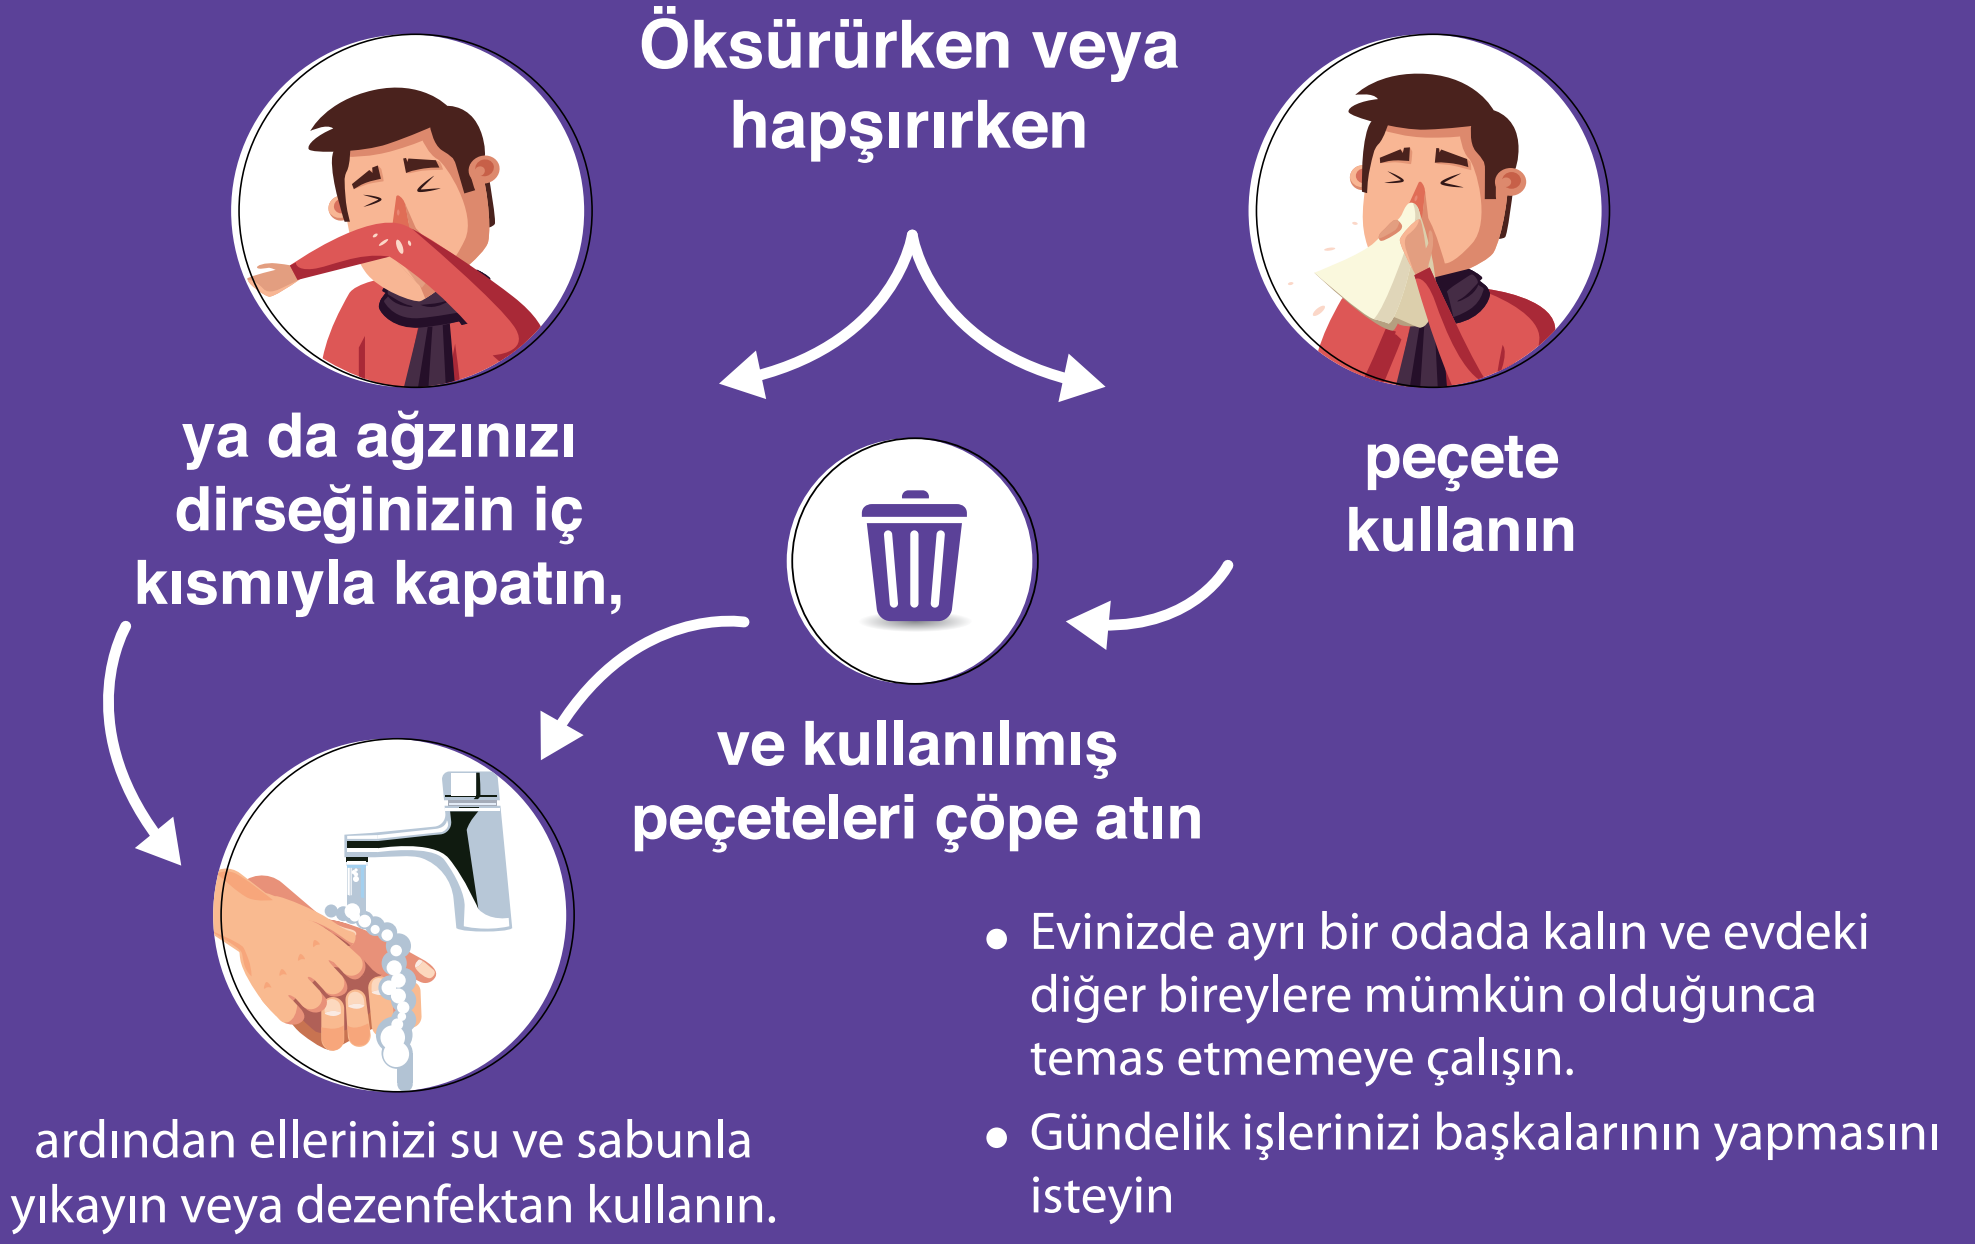 Öksürürken veya
hapşırırken
peçete
kullanın
ve kullanılmış
peçeteleri çöpe atın
ya da ağzınızı
dirseğinizin iç
kısmıyla kapatın,
ardından ellerinizi su ve sabunla
yıkayın veya dezenfektan kullanın.
● Evinizde ayrı bir odada kalın ve evdeki
diğer bireylere mümkün olduğunca
temas etmemeye çalışın.
● Gündelik işlerinizi başkalarının yapmasını
isteyin